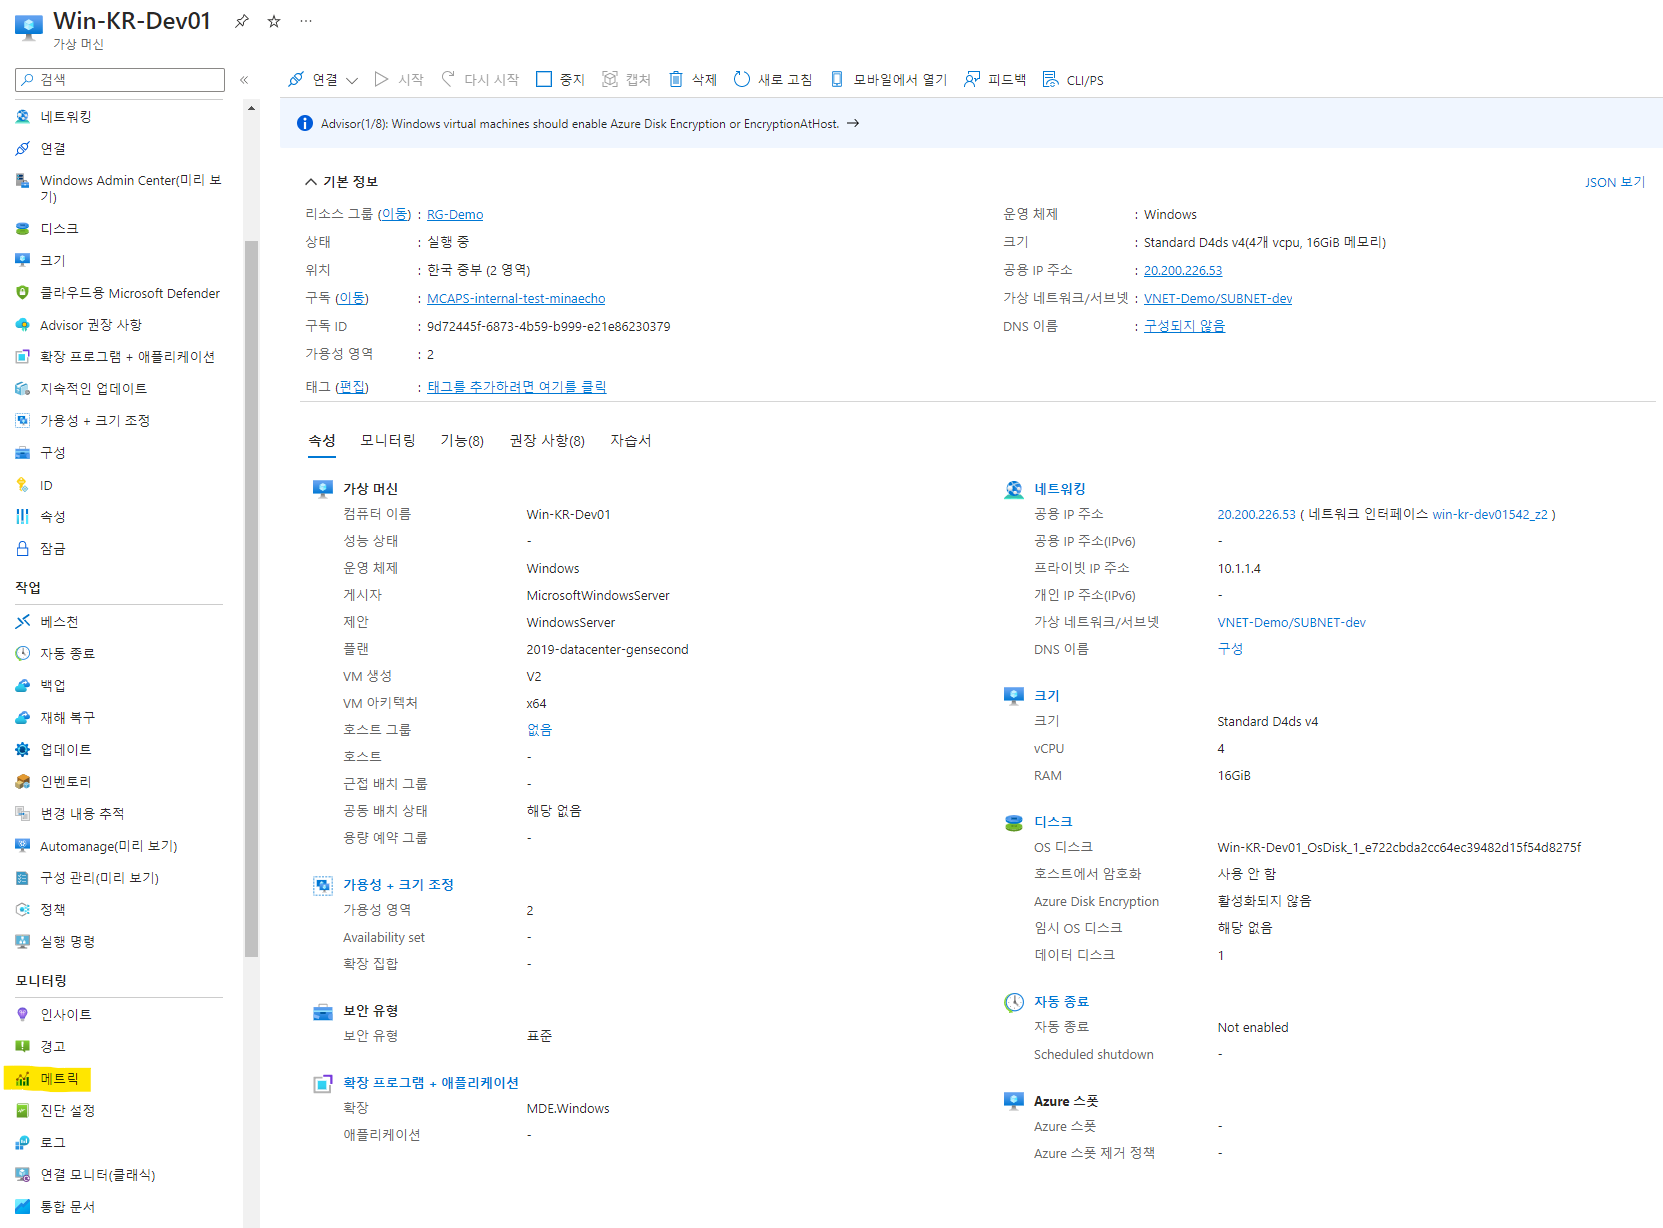 Win-KR-Dev01
가상 머신
검색
네트워킹
연결
Windows Admin Center(미리 보
기)
디스크
크기
클라우드용 Microsoft Defender
Advisor 권장 사항
확장 프로그램 + 애플리케이션
지속적인 업데이트
가용성 + 크기 조정
구성
ID
속성
잠금
작업
베스천
자동 종료
백업
재해 복구
업데이트
인벤토리
변경 내용 추적
Automanage(미리 보기)
구성 관리(미리 보기)
정책
실행 명령
모니터링
인사이트
경고
메트릭
진단 설정
로그
연결 모니터(클래식)
통합 문서
연결 시작 다시 시작 중지 캡처 삭제 새로 고침 모바일에서 열기 피드백 CLI/PS
Advisor(1/8): Windows virtual machines should enable Azure Disk Encryption or EncryptionAtHost. →
기본 정보
JSON 보기
리소스 그룹 (이동) : RG-Demo
상태 : 실행 중
위치 : 한국 중부 (2 영역)
구독 (이동) : MCAPS-internal-test-minaecho
구독 ID : 9d72445f-6873-4b59-b999-e21e86230379
가용성 영역 : 2
태그 (편집) : 태그를 추가하려면 여기를 클릭
운영 체제 : Windows
크기 : Standard D4ds v4(4개 vcpu, 16GiB 메모리)
공용 IP 주소 : 20.200.226.53
가상 네트워크/서브넷 : VNET-Demo/SUBNET-dev
DNS 이름 : 구성되지 않음
속성 모니터링 기능(8) 권장 사항(8) 자습서
가상 머신
컴퓨터 이름 Win-KR-Dev01
성능 상태 -
운영 체제 Windows
게시자 MicrosoftWindowsServer
제안 WindowsServer
플랜 2019-datacenter-gensecond
VM 생성 V2
VM 아키텍처 x64
호스트 그룹 없음
호스트 -
근접 배치 그룹 -
공동 배치 상태 해당 없음
용량 예약 그룹 -
가용성 + 크기 조정
가용성 영역 2
Availability set -
확장 집합 -
보안 유형
보안 유형 표준
확장 프로그램 + 애플리케이션
확장 MDE.Windows
애플리케이션 -
네트워킹
공용 IP 주소 20.200.226.53 ( 네트워크 인터페이스 win-kr-dev01542_z2 )
공용 IP 주소(IPv6) -
프라이빗 IP 주소 10.1.1.4
개인 IP 주소(IPv6) -
가상 네트워크/서브넷 VNET-Demo/SUBNET-dev
DNS 이름 구성
크기
크기 Standard D4ds v4
vCPU 4
RAM 16GiB
디스크
OS 디스크 Win-KR-Dev01_OsDisk_1_e722cbda2cc64ec39482d15f54d8275f
호스트에서 암호화 사용 안 함
Azure Disk Encryption 활성화되지 않음
임시 OS 디스크 해당 없음
데이터 디스크 1
자동 종료
자동 종료 Not enabled
Scheduled shutdown -
Azure 스폿
Azure 스폿 -
Azure 스폿 제거 정책 -